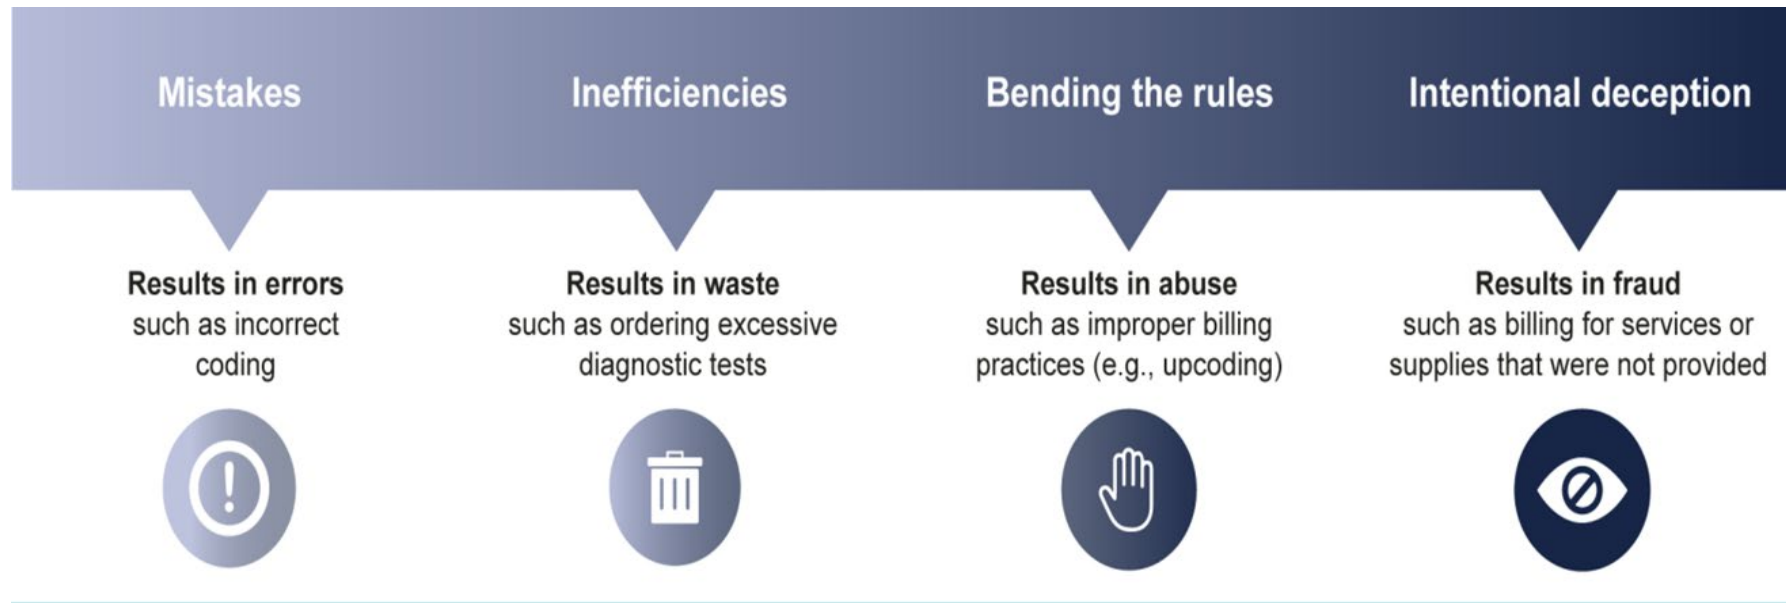 Mistakes
Inefficiencies
Bending the rules
Intentional deception
Results in errors
such as incorrect
coding
Results in waste
such as ordering excessive
diagnostic tests
Results in abuse
such as improper billing
practices (e.g., upcoding)
Results in fraud
such as billing for services or
supplies that were not provided